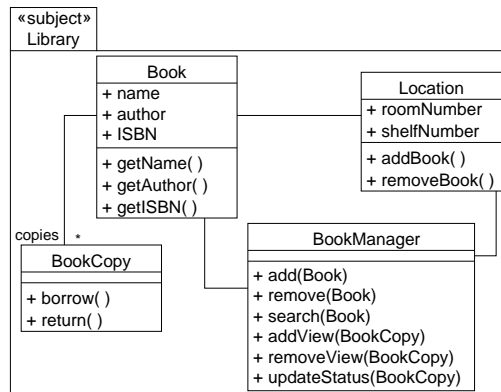 «subject»
Library
Book
+ name
+ author
+ ISBN
+ getName( )
+ getAuthor( )
+ getISBN( )
Location
+ roomNumber
+ shelfNumber
+ addBook( )
+ removeBook( )
copies *
BookCopy
+ borrow( )
+ return( )
BookManager
+ add(Book)
+ remove(Book)
+ search(Book)
+ addView(BookCopy)
+ removeView(BookCopy)
+ updateStatus(BookCopy)